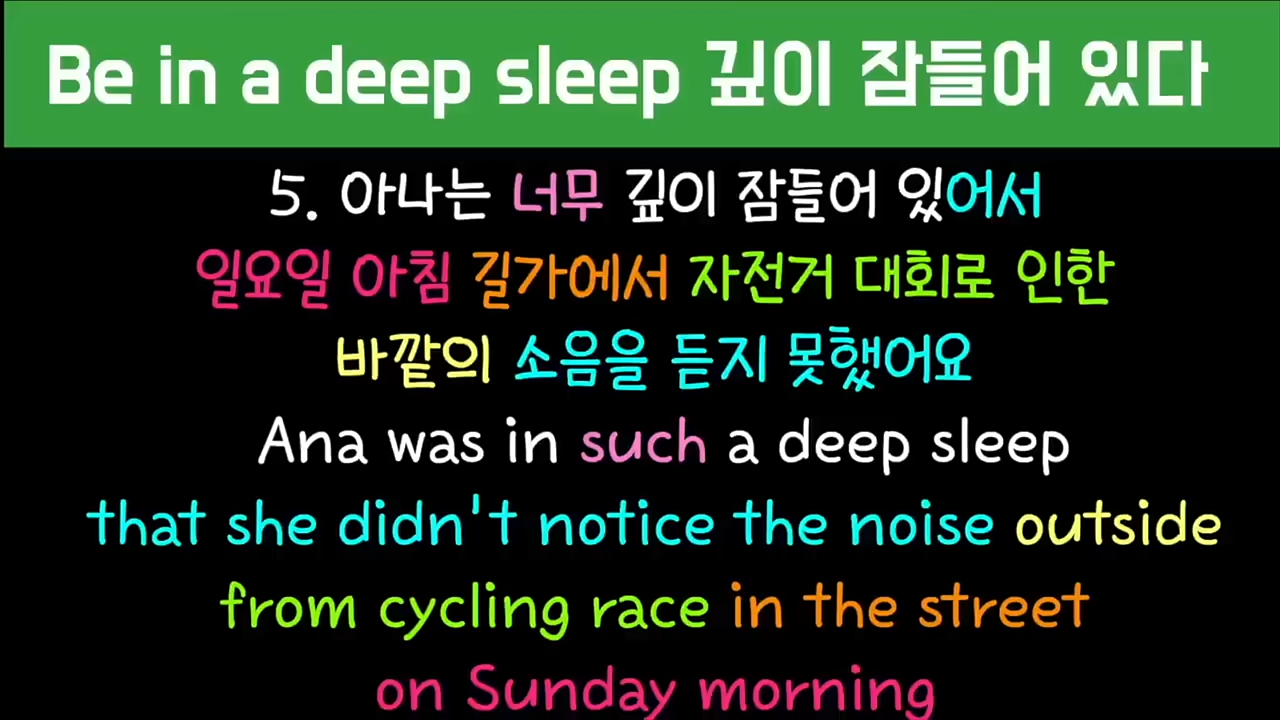 Be in a deep sleep 깊이 잠들어 있다
5. 아나는 너무 깊이 잠들어 있어서
일요일 아침 길가에서 자전거 대회로 인한
바깥의 소음을 듣지 못했어요
Ana was in such a deep sleep
that she didn't notice the noise outside
from cycling race in the street
on Sunday morning